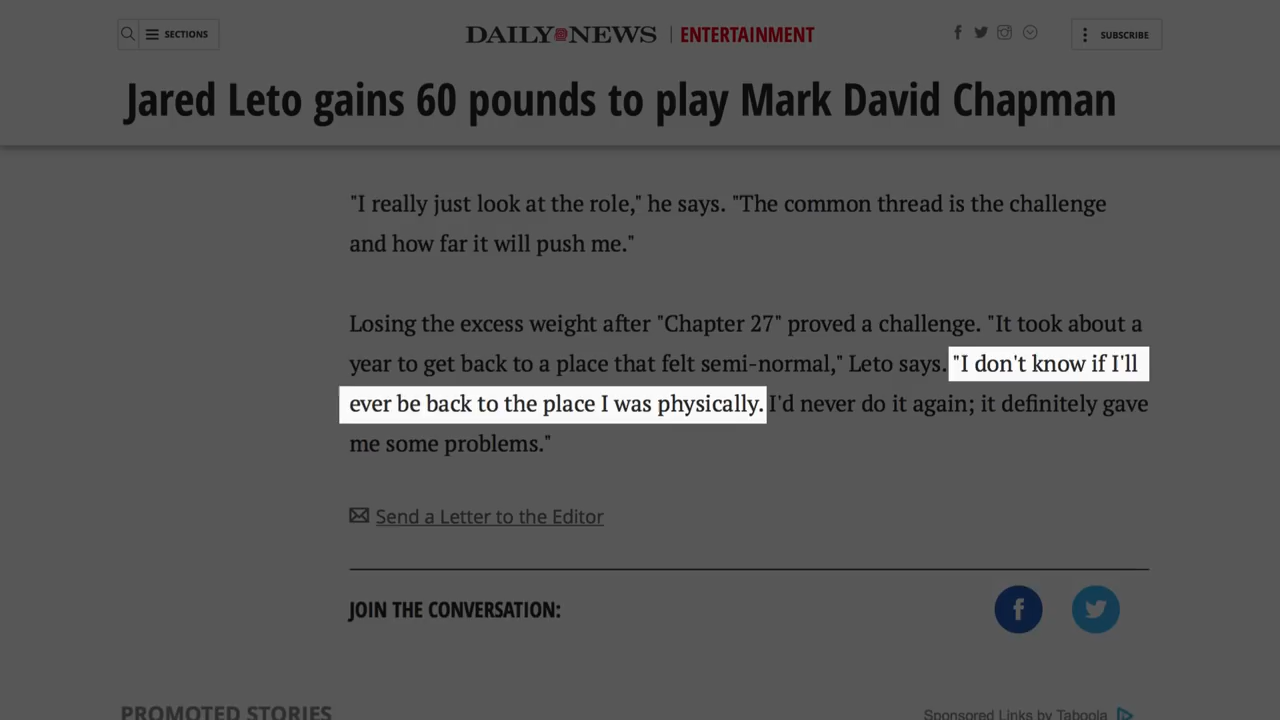 SECTIONS
DAILY NEWS
ENTERTAINMENT
SUBSCRIBE
Jared Leto gains 60 pounds to play Mark David Chapman
"I really just look at the role," he says. "The common thread is the challenge
and how far it will push me."
Losing the excess weight after "Chapter 27" proved a challenge. "It took about a
year to get back to a place that felt semi-normal," Leto says. "I don't know if I'll
ever be back to the place I was physically. I'd never do it again; it definitely gave
me some problems."
Send a Letter to the Editor
JOIN THE CONVERSATION:
PROMOTED STORIES
Sponsored Links by Taboola